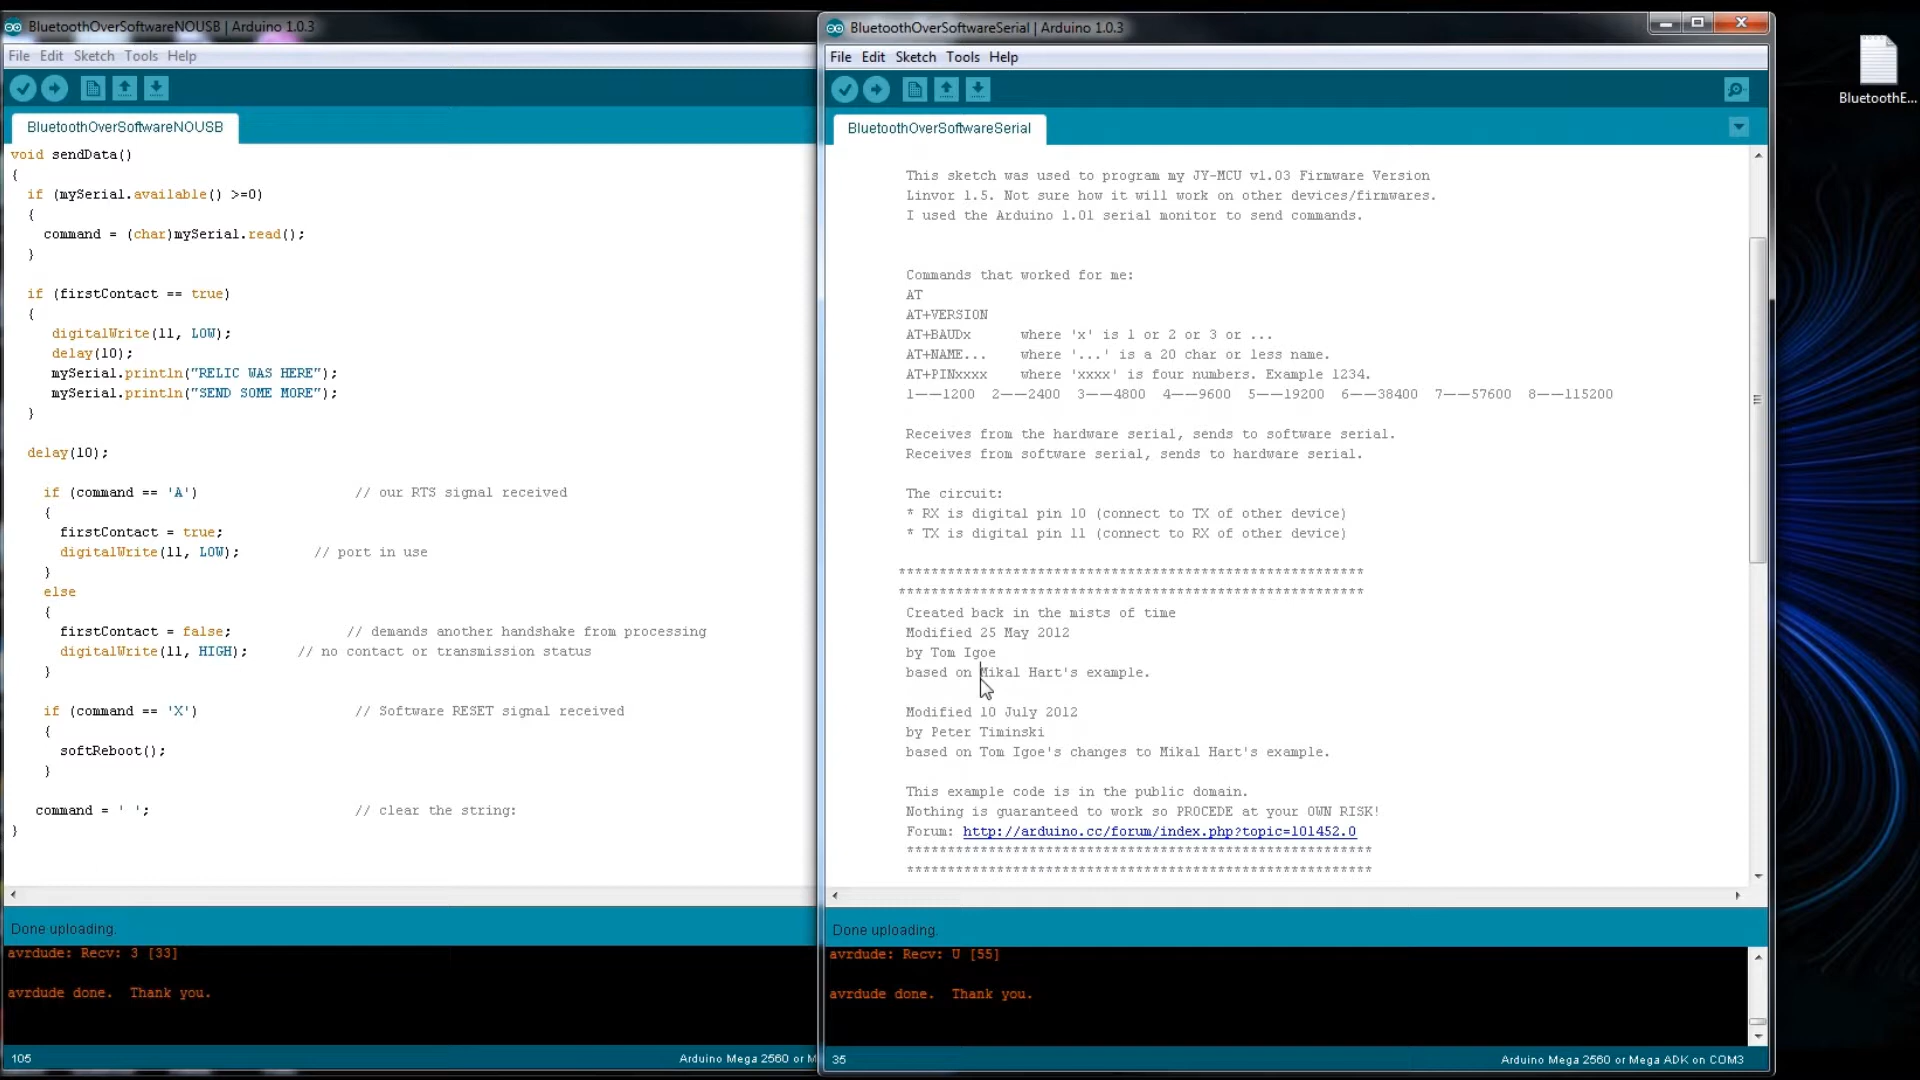 BluetoothOverSoftwareNOUSB | Arduino 1.0.3
File Edit Sketch Tools Help
BluetoothOverSoftwareNOUSB
void sendData()
{
if (mySerial.available() >=0)
{
command = (char)mySerial.read();
}
if (firstContact == true)
{
digitalWrite(11, LOW);
delay(10);
mySerial.println("RELIC WAS HERE");
mySerial.println("SEND SOME MORE");
}
delay(10);
if (command == 'A') // our RTS signal received
{
firstContact = true;
digitalWrite(11, LOW); // port in use
}
else
{
firstContact = false; // demands another handshake from processing
digitalWrite(11, HIGH); // no contact or transmission status
}
if (command == 'X') // Software RESET signal received
{
softReboot();
}
command = ' '; // clear the string:
}
Done uploading.
avrdude: Recv: 3 [33]
avrdude done. Thank you.
105
Arduino Mega 2560 or M
BluetoothOverSoftwareSerial | Arduino 1.0.3
File Edit Sketch Tools Help
BluetoothOverSoftwareSerial
This sketch was used to program my JY-MCU v1.03 Firmware Version
Linvor 1.5. Not sure how it will work on other devices/firmwares.
I used the Arduino 1.01 serial monitor to send commands.
Commands that worked for me:
AT
AT+VERSION
AT+BAUDx where 'x' is 1 or 2 or 3 or ...
AT+NAME... where '...' is a 20 char or less name.
AT+PINxxxx where 'xxxx' is four numbers. Example 1234.
1——1200 2——2400 3——4800 4——9600 5——19200 6——38400 7——57600 8——115200
Receives from the hardware serial, sends to software serial.
Receives from software serial, sends to hardware serial.
The circuit:
* RX is digital pin 10 (connect to TX of other device)
* TX is digital pin 11 (connect to RX of other device)
*********************************************************
*********************************************************
Created back in the mists of time
Modified 25 May 2012
by Tom Igoe
based on Mikal Hart's example.
Modified 10 July 2012
by Peter Timinski
based on Tom Igoe's changes to Mikal Hart's example.
This example code is in the public domain.
Nothing is guaranteed to work so PROCEDE at your OWN RISK!
Forum: http://arduino.cc/forum/index.php?topic=101452.0
*********************************************************
*********************************************************
Done uploading.
avrdude: Recv: U [55]
avrdude done. Thank you.
35
Arduino Mega 2560 or Mega ADK on COM3
BluetoothE...